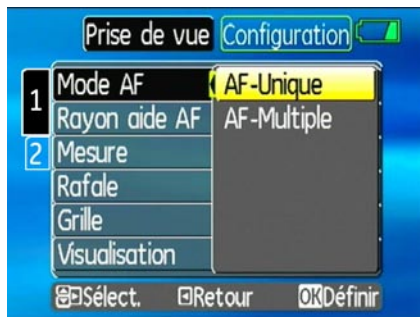 Prise de vue Configuration
1
2
Mode AF AF-Unique
Rayon aide AF AF-Multiple
Mesure
Rafale
Grille
Visualisation
Sélect. Retour OK Définir